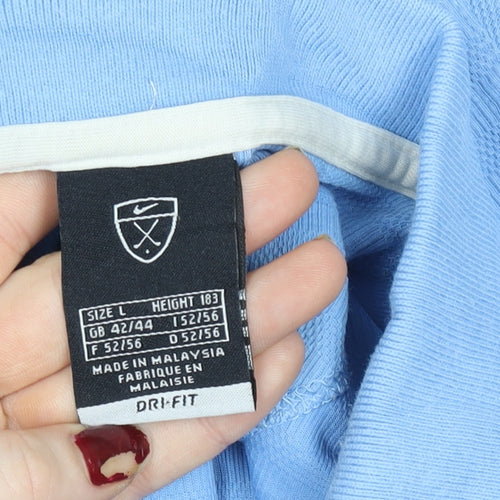 SIZE L HEIGHT 183
GB 42/44 I 52/56
F 52/56 D 52/56
MADE IN MALAYSIA
FABRIQUE EN
MALAISIE
DRI-FIT